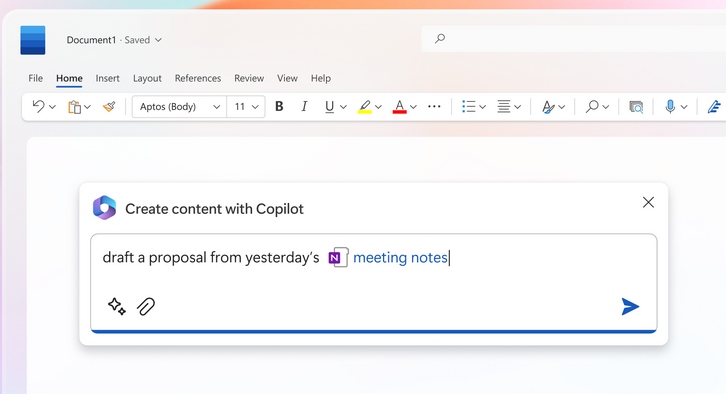 Document1 · Saved
File Home Insert Layout References Review View Help
Aptos (Body) 11 B I U A
Create content with Copilot
draft a proposal from yesterday's N meeting notes